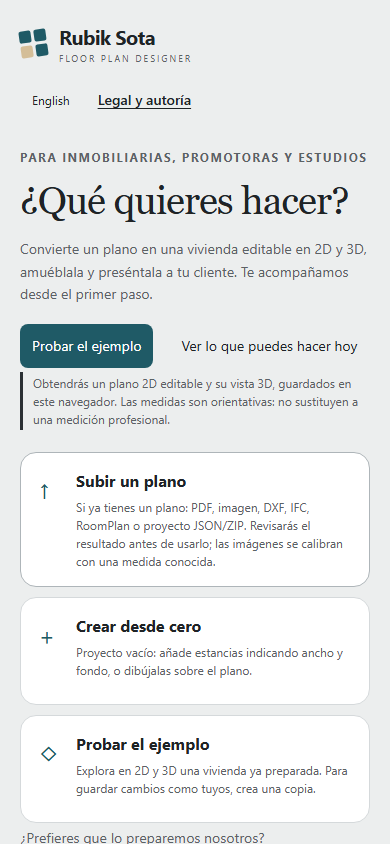 Rubik Sota
FLOOR PLAN DESIGNER
English
Legal y autoría
PARA INMOBILIARIAS, PROMOTORAS Y ESTUDIOS
¿Qué quieres hacer?
Convierte un plano en una vivienda editable en 2D y 3D,
amuéblala y preséntala a tu cliente. Te acompañamos
desde el primer paso.
Probar el ejemplo
Ver lo que puedes hacer hoy
Obtendrás un plano 2D editable y su vista 3D, guardados en
este navegador. Las medidas son orientativas: no sustituyen a
una medición profesional.
Subir un plano
Si ya tienes un plano: PDF, imagen, DXF, IFC,
RoomPlan o proyecto JSON/ZIP. Revisarás el
resultado antes de usarlo; las imágenes se calibran
con una medida conocida.
Crear desde cero
Proyecto vacío: añade estancias indicando ancho y
fondo, o dibújalas sobre el plano.
Probar el ejemplo
Explora en 2D y 3D una vivienda ya preparada. Para
guardar cambios como tuyos, crea una copia.
¿Prefieres que lo preparemos nosotros?